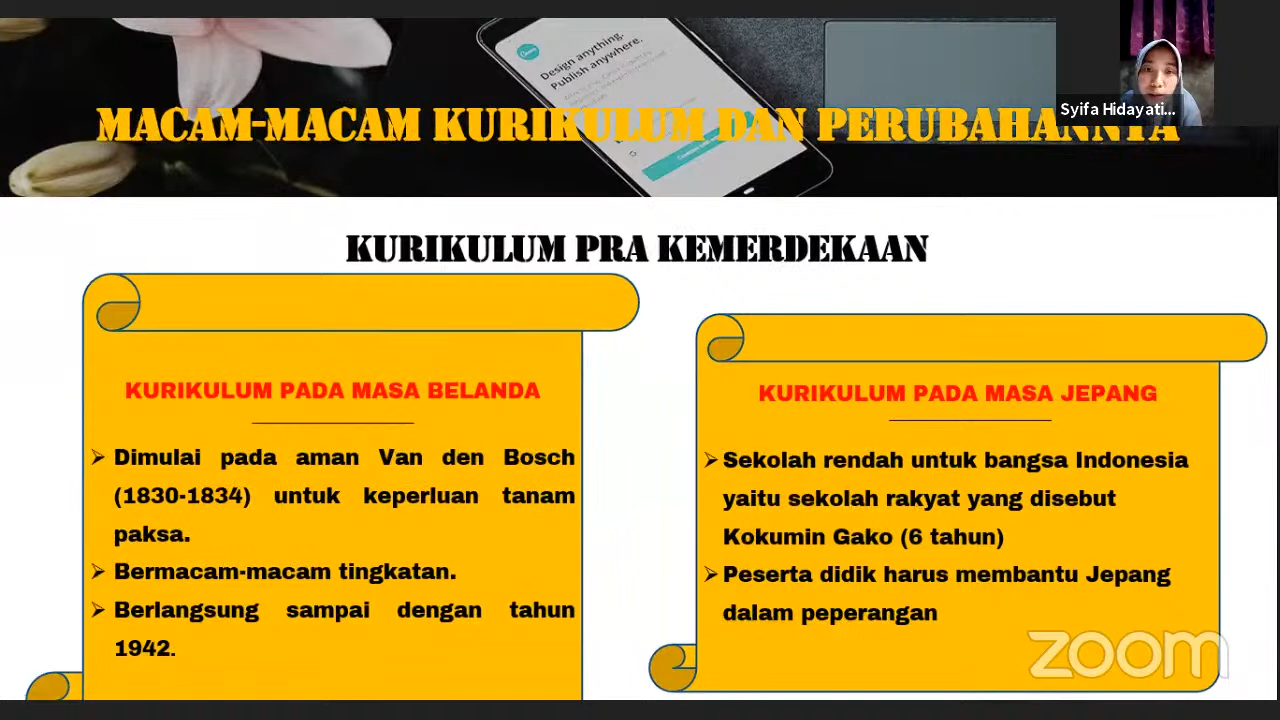 Design anything.
Publish anywhere.
MACAM-MACAM KURIKULUM DAN PERUBAHANNYA
Syifa Hidayati...
KURIKULUM PRA KEMERDEKAAN
KURIKULUM PADA MASA BELANDA
➢ Dimulai pada aman Van den Bosch
(1830-1834) untuk keperluan tanam
paksa.
➢ Bermacam-macam tingkatan.
➢ Berlangsung sampai dengan tahun
1942.
KURIKULUM PADA MASA JEPANG
➢ Sekolah rendah untuk bangsa Indonesia
yaitu sekolah rakyat yang disebut
Kokumin Gako (6 tahun)
➢ Peserta didik harus membantu Jepang
dalam peperangan
zoom